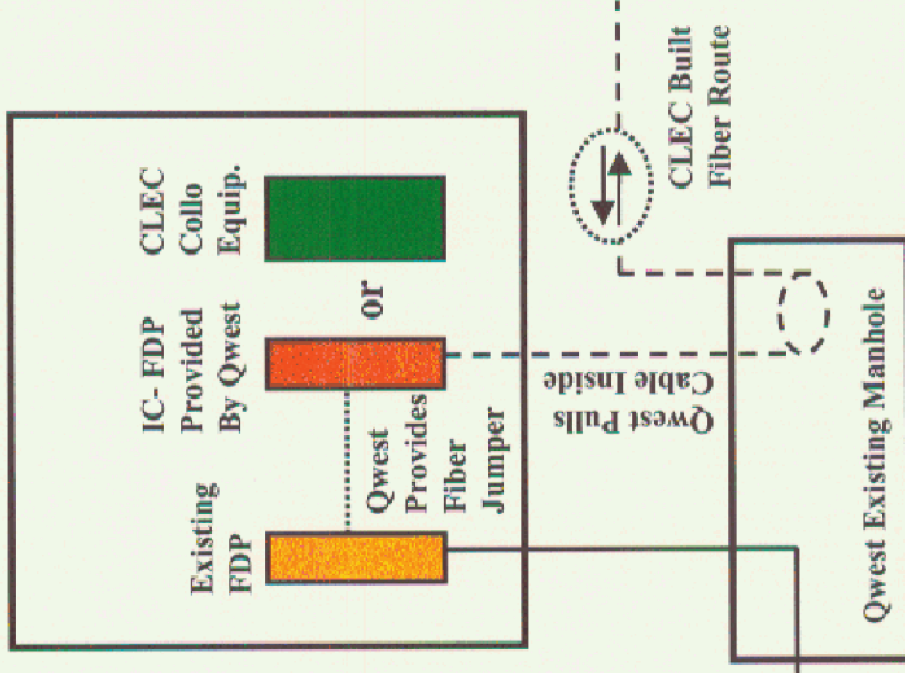 Existing
FDP
IC- FDP
Provided
By Qwest
CLEC
Collo
Equip.
or
Qwest
Provides
Fiber
Jumper
Qwest Pulls
Cable Inside
CLEC Built
Fiber Route
Qwest Existing Manhole